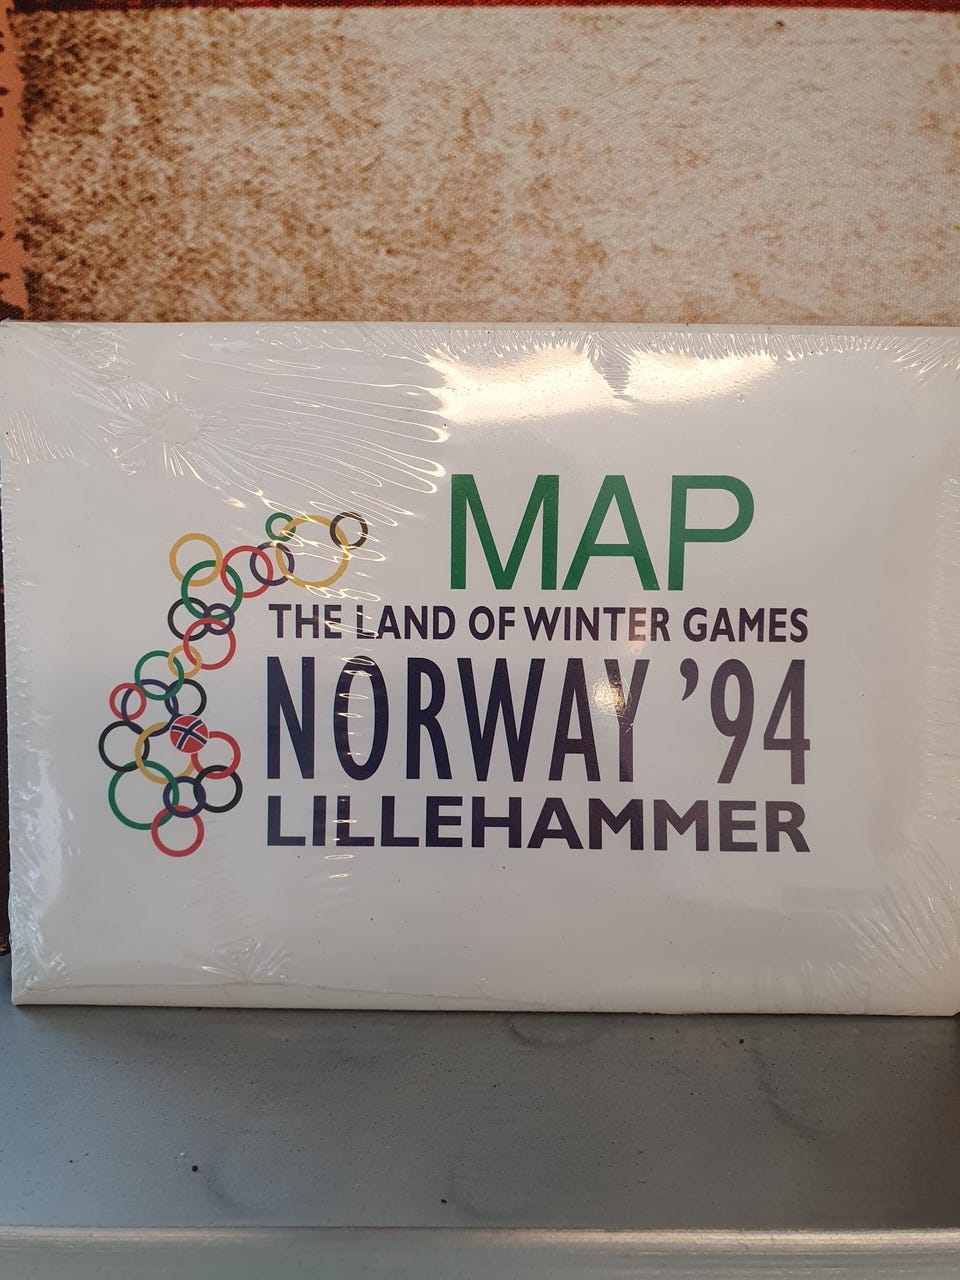 MAP
THE LAND OF WINTER GAMES
NORWAY ’94
LILLEHAMMER